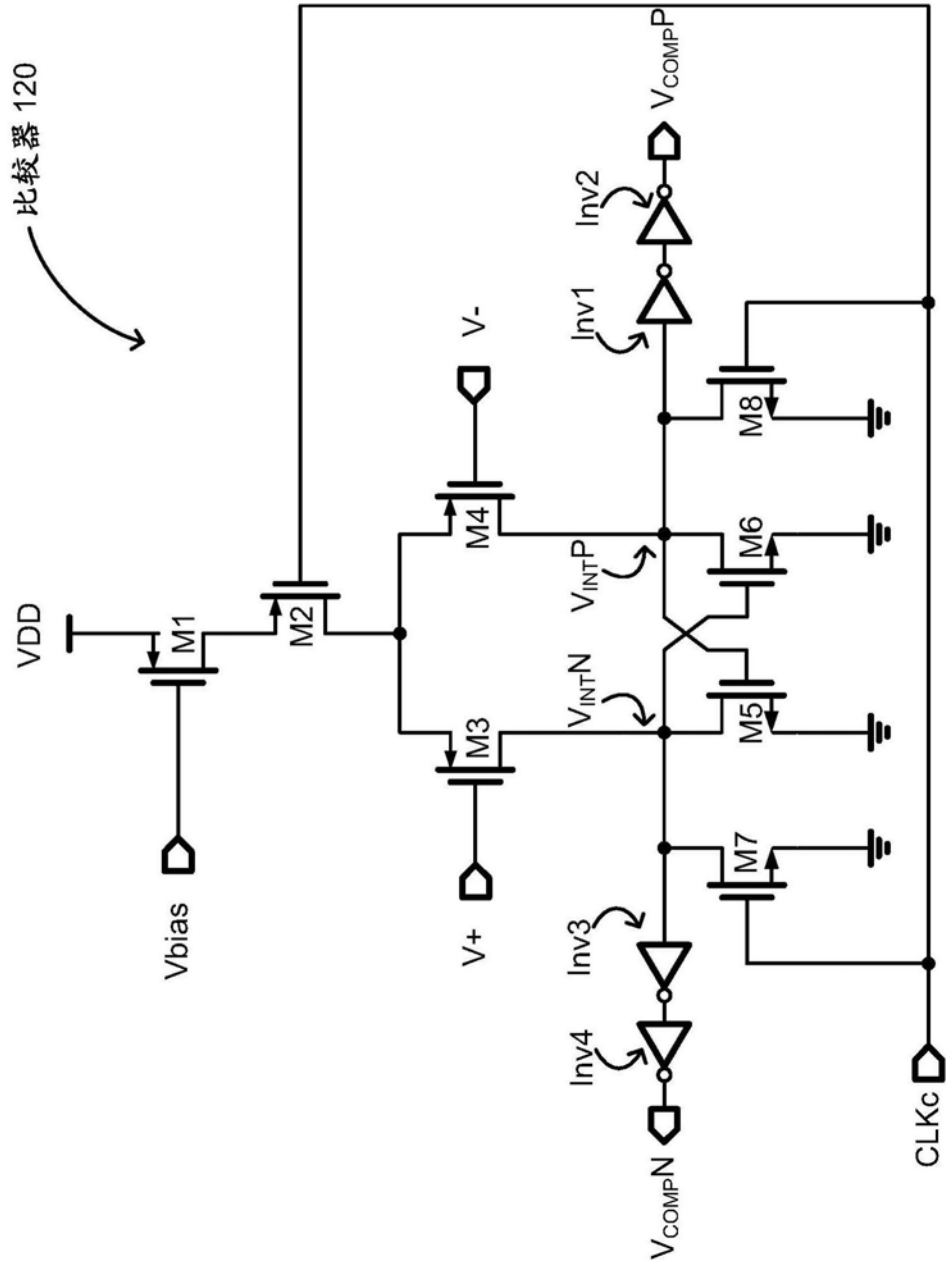 比较器 120
VDD
M1
Vbias
M2
M3
M4
V+
V-
VINTN
VINTP
Inv4
Inv3
Inv1
Inv2
VCOMPN
VCOMPP
M7
M5
M6
M8
CLKc